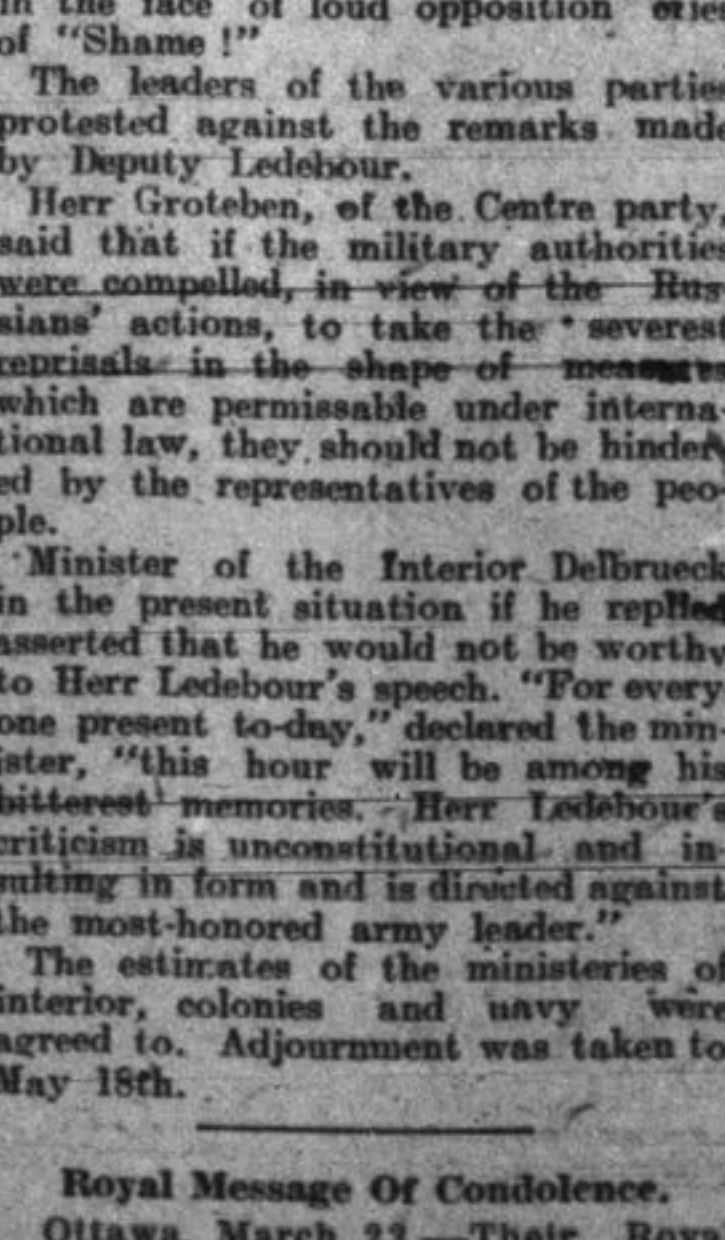 in the face of loud opposition cries
of "Shame !"
The leaders of the various parties
protested against the remarks made
by Deputy Ledebour.
Herr Groteben, of the Centre party,
said that if the military authorities
were compelled, in view of the Rus
sians' actions, to take the severest
reprisals in the shape of measures
which are permissable under interna
tional law, they should not be hinder
ed by the representatives of the peo
ple.
Minister of the Interior Delbrueck
in the present situation if he replied
asserted that he would not be worthy
to Herr Ledebour's speech. "For every
one present to-day," declared the min-
ister, "this hour will be among his
bitterest memories. Herr Ledebour's
criticism is unconstitutional and in-
sulting in form and is directed against
the most-honored army leader."
The estimates of the ministeries of
interior, colonies and navy were
agreed to. Adjournment was taken to
May 18th.
Royal Message Of Condolence.
Ottawa, March 23.—Their Roya